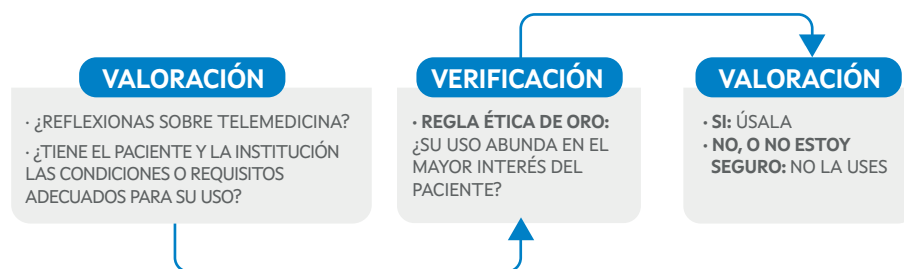 VALORACIÓN
· ¿REFLEXIONAS SOBRE TELEMEDICINA?
· ¿TIENE EL PACIENTE Y LA INSTITUCIÓN
LAS CONDICIONES O REQUISITOS
ADECUADOS PARA SU USO?
VERIFICACIÓN
· REGLA ÉTICA DE ORO:
¿SU USO ABUNDA EN EL
MAYOR INTERÉS DEL
PACIENTE?
VALORACIÓN
· SI: ÚSALA
· NO, O NO ESTOY
SEGURO: NO LA USES